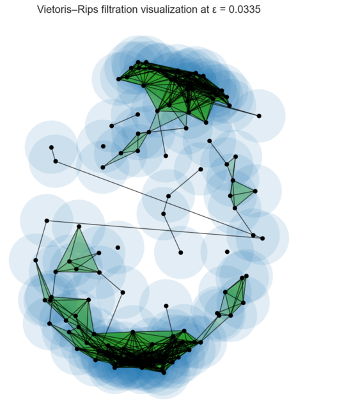 Vietoris–Rips filtration visualization at ε = 0.0335